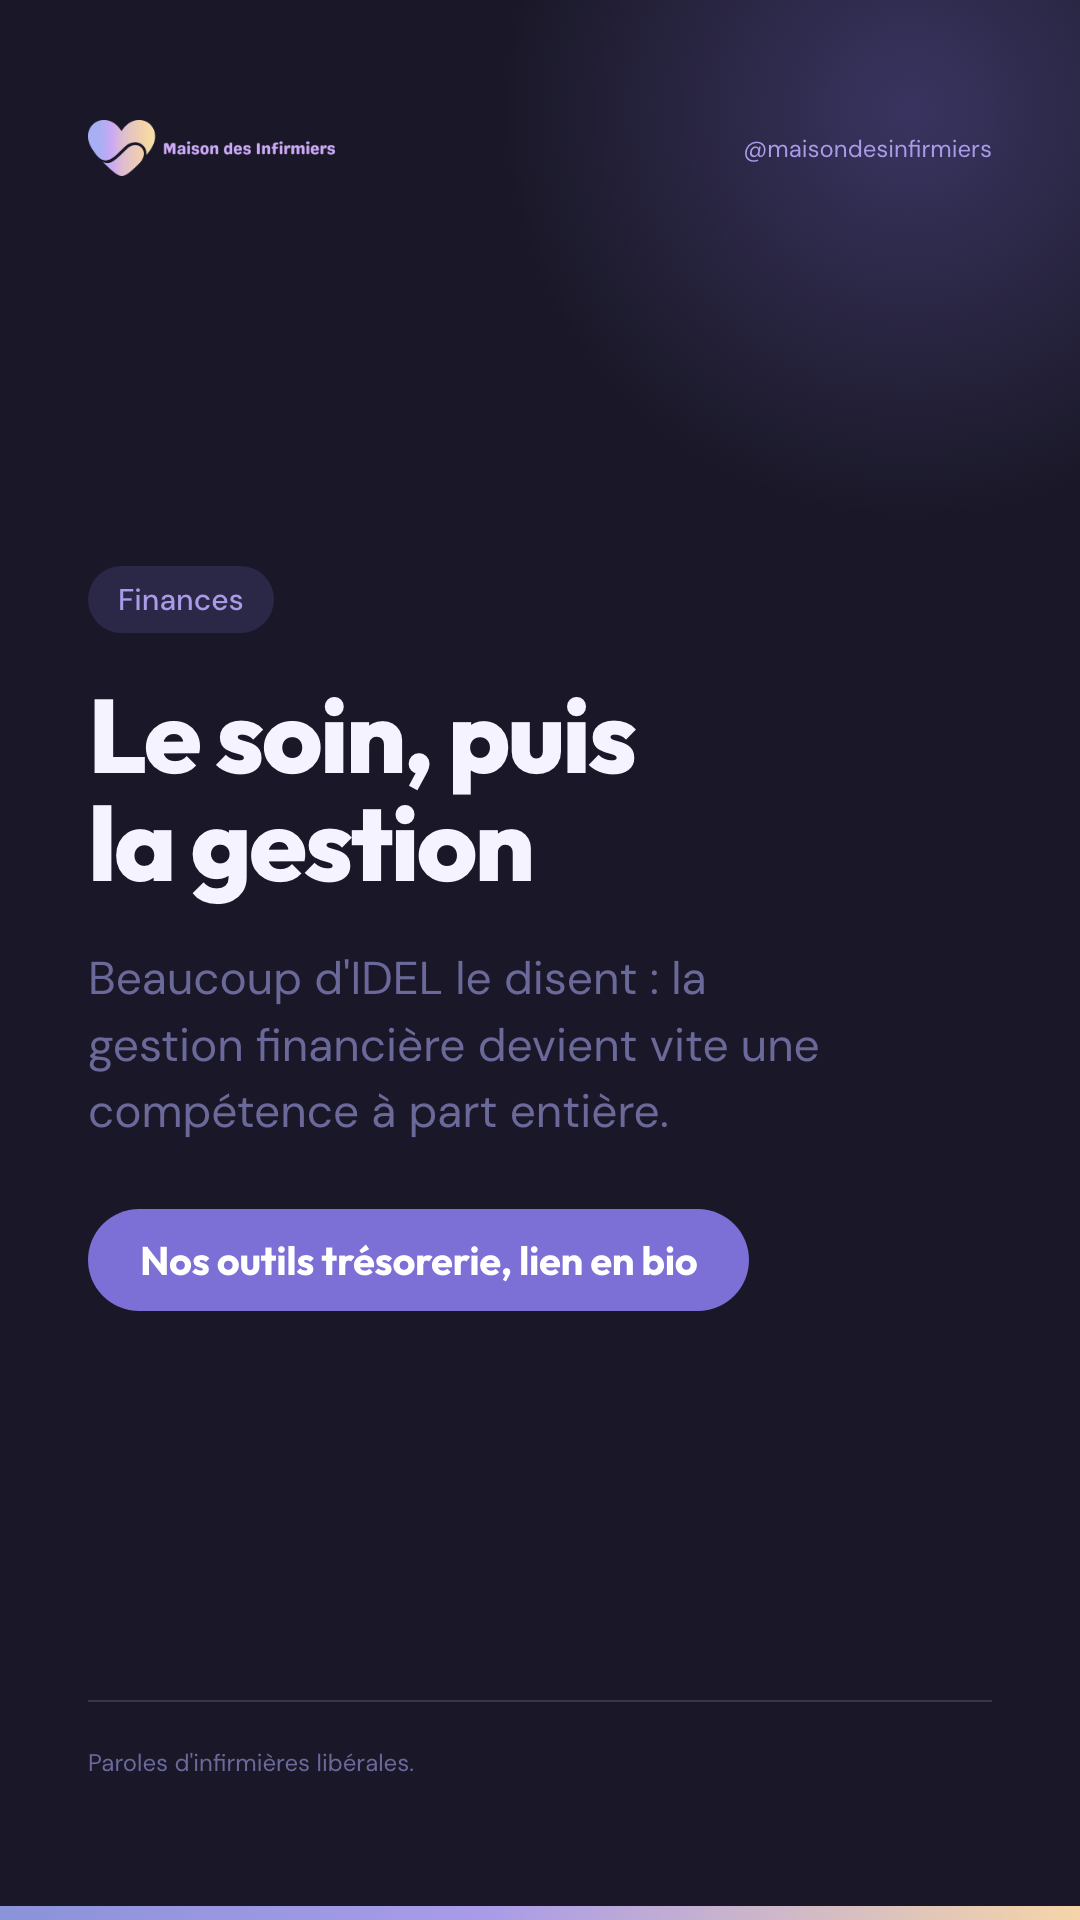 Maison des Infirmiers
@maisondesinfirmiers
Finances
Le soin, puis
la gestion
Beaucoup d'IDEL le disent : la
gestion financière devient vite une
compétence à part entière.
Nos outils trésorerie, lien en bio
Paroles d'infirmières libérales.